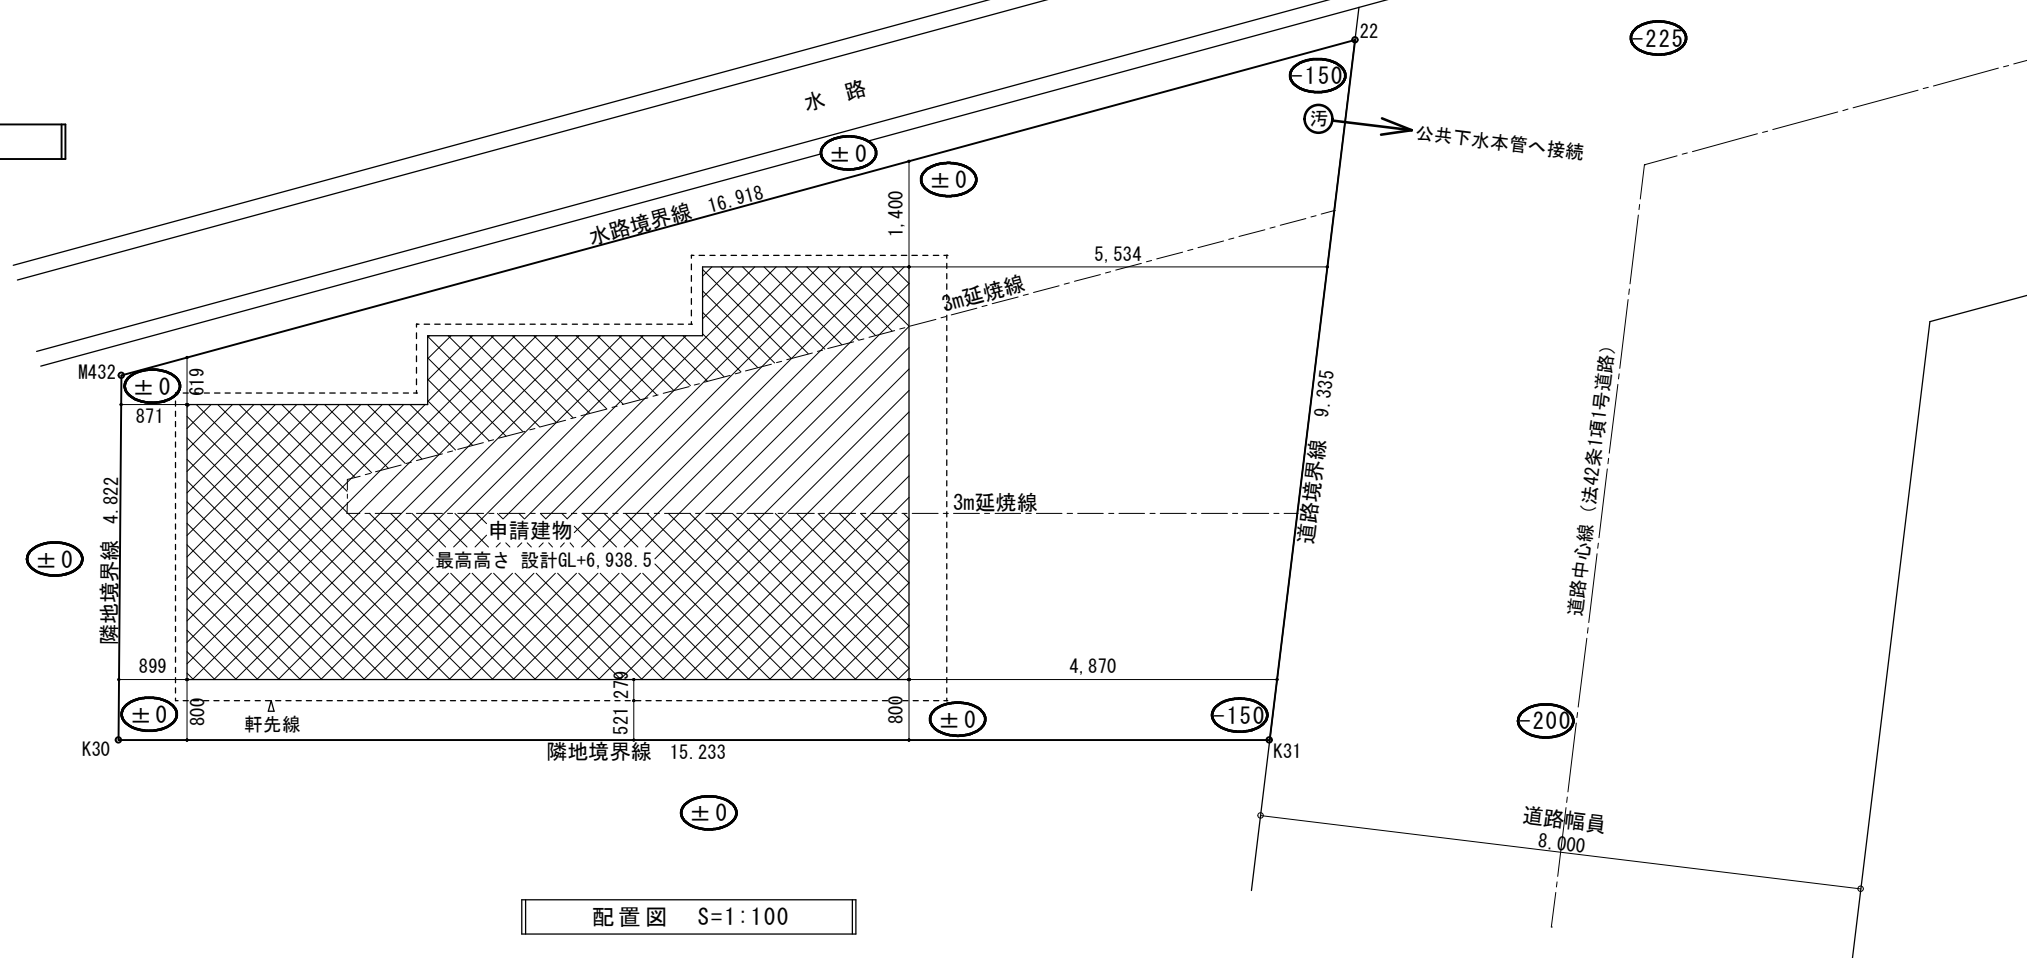 22
-225
-150
水 路
汚
公共下水本管へ接続
±0
±0
1,400
水路境界線 16.918
5,534
3m延焼線
M432
±0
619
871
道路境界線 9.335
道路中心線（法42条1項1号道路）
隣地境界線 4.822
3m延焼線
申請建物
最高高さ 設計GL+6,938.5
±0
899
4,870
279
521
800
800
±0
軒先線
±0
-150
-200
K30
隣地境界線 15.233
K31
±0
道路幅員
8.000
配置図 S=1:100